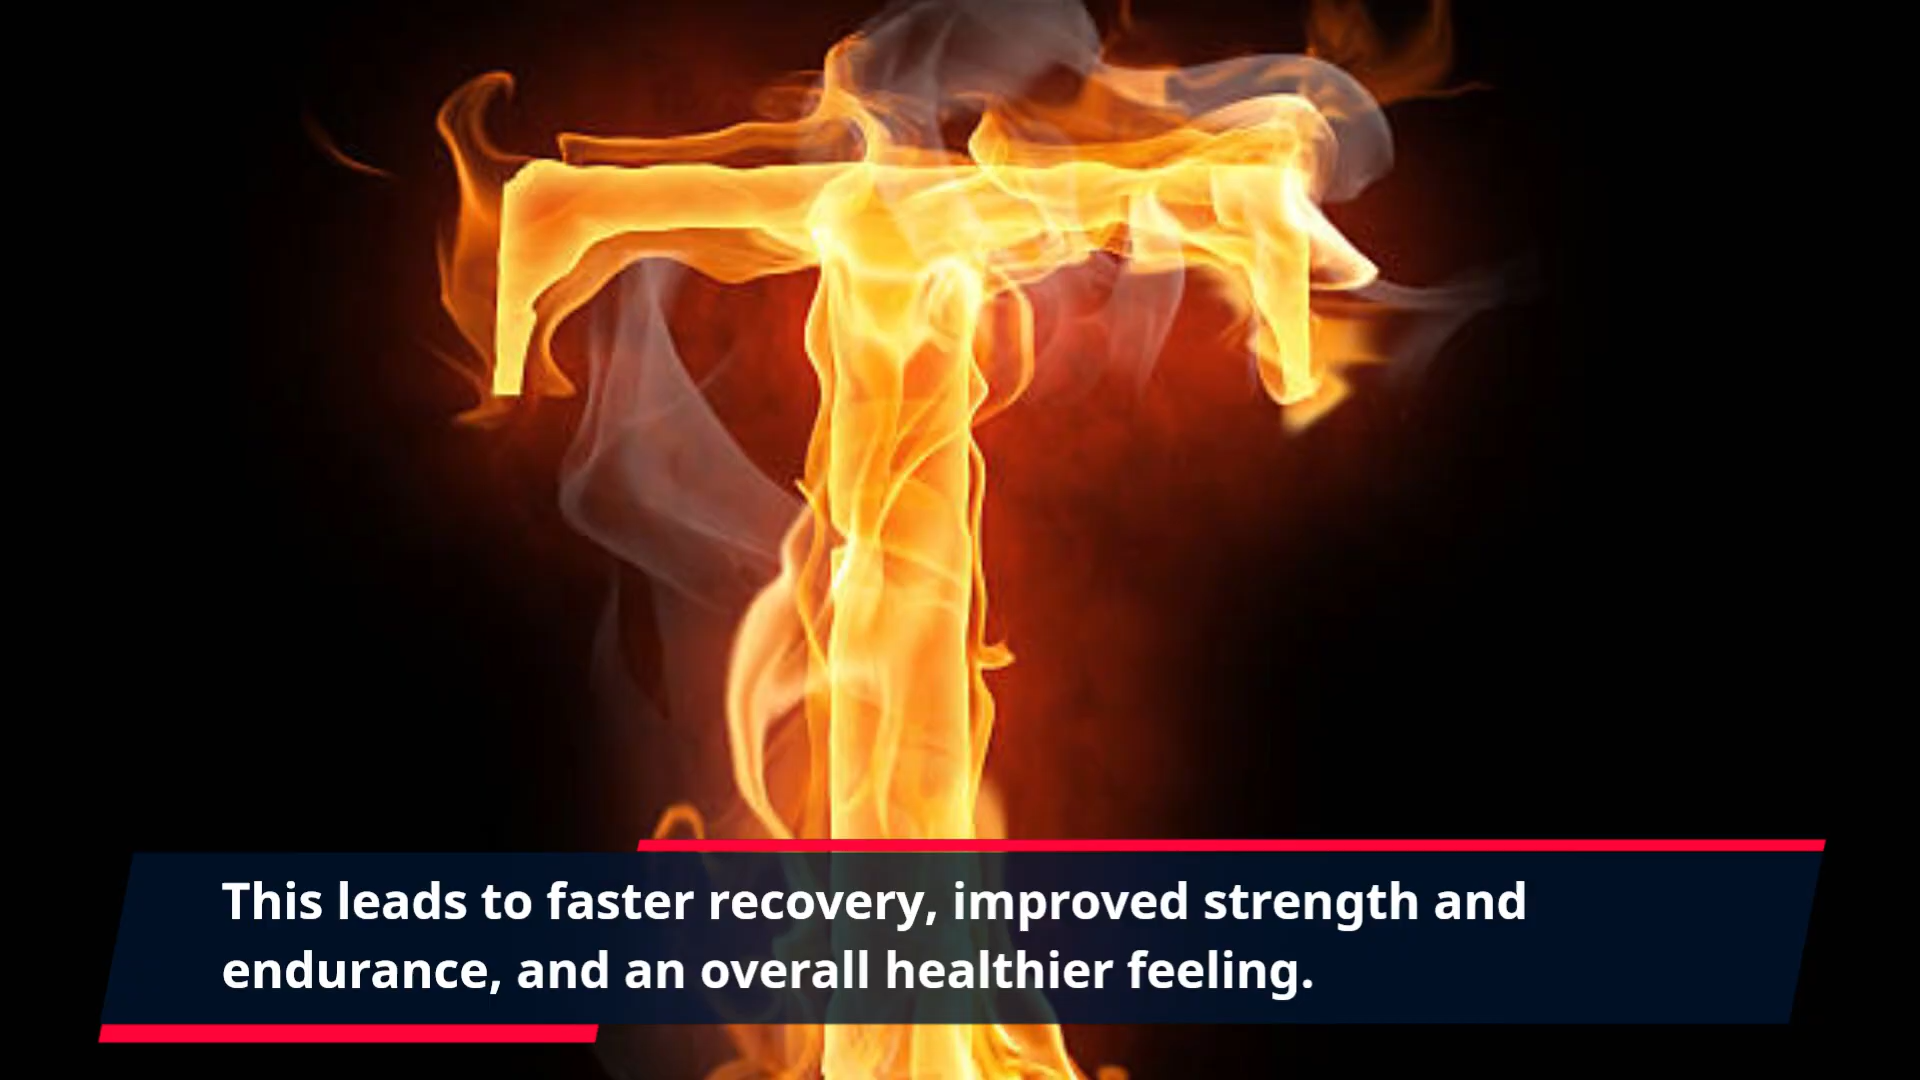 T
This leads to faster recovery, improved strength and
endurance, and an overall healthier feeling.